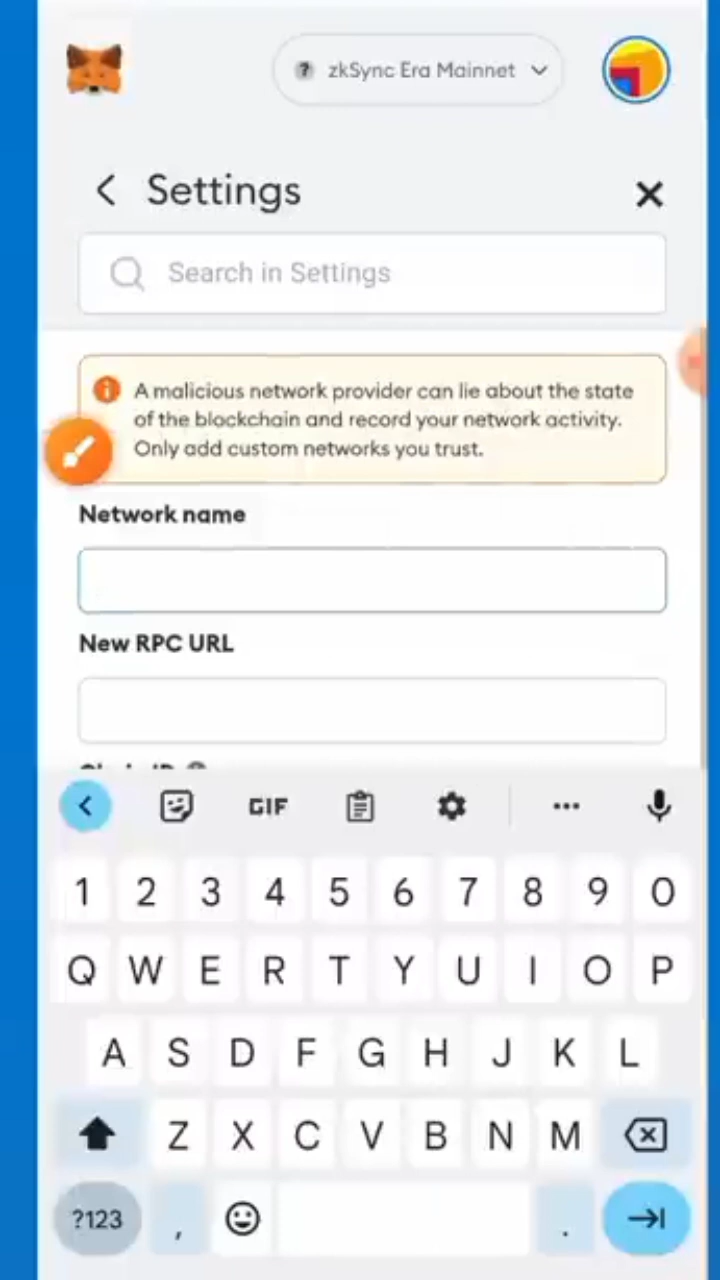 zkSync Era Mainnet
Settings
Search in Settings
A malicious network provider can lie about the state
of the blockchain and record your network activity.
Only add custom networks you trust.
Network name
New RPC URL
Chain ID
GIF
1 2 3 4 5 6 7 8 9 0
Q W E R T Y U I O P
A S D F G H J K L
Z X C V B N M
?123 , .